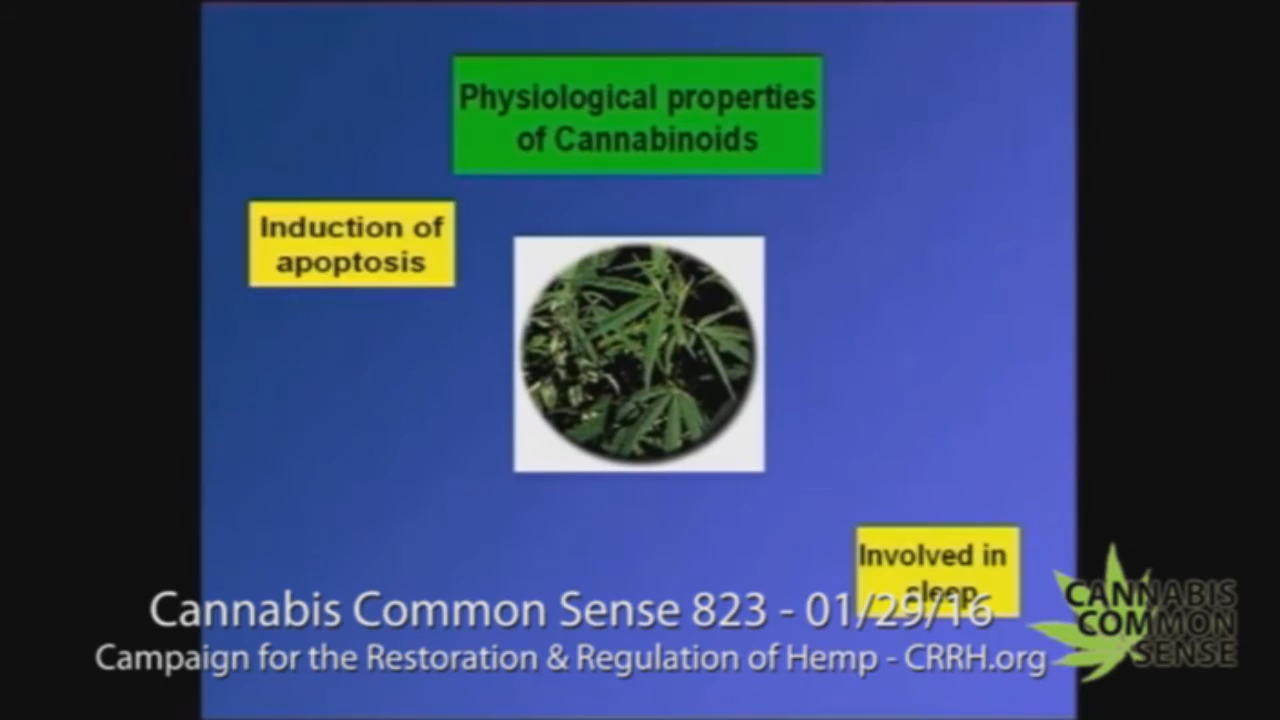 Physiological properties
of Cannabinoids
Induction of
apoptosis
Involved in
sleep
Cannabis Common Sense 823 - 01/29/16
Campaign for the Restoration & Regulation of Hemp - CRRH.org
CANNABIS
COMMON
SENSE